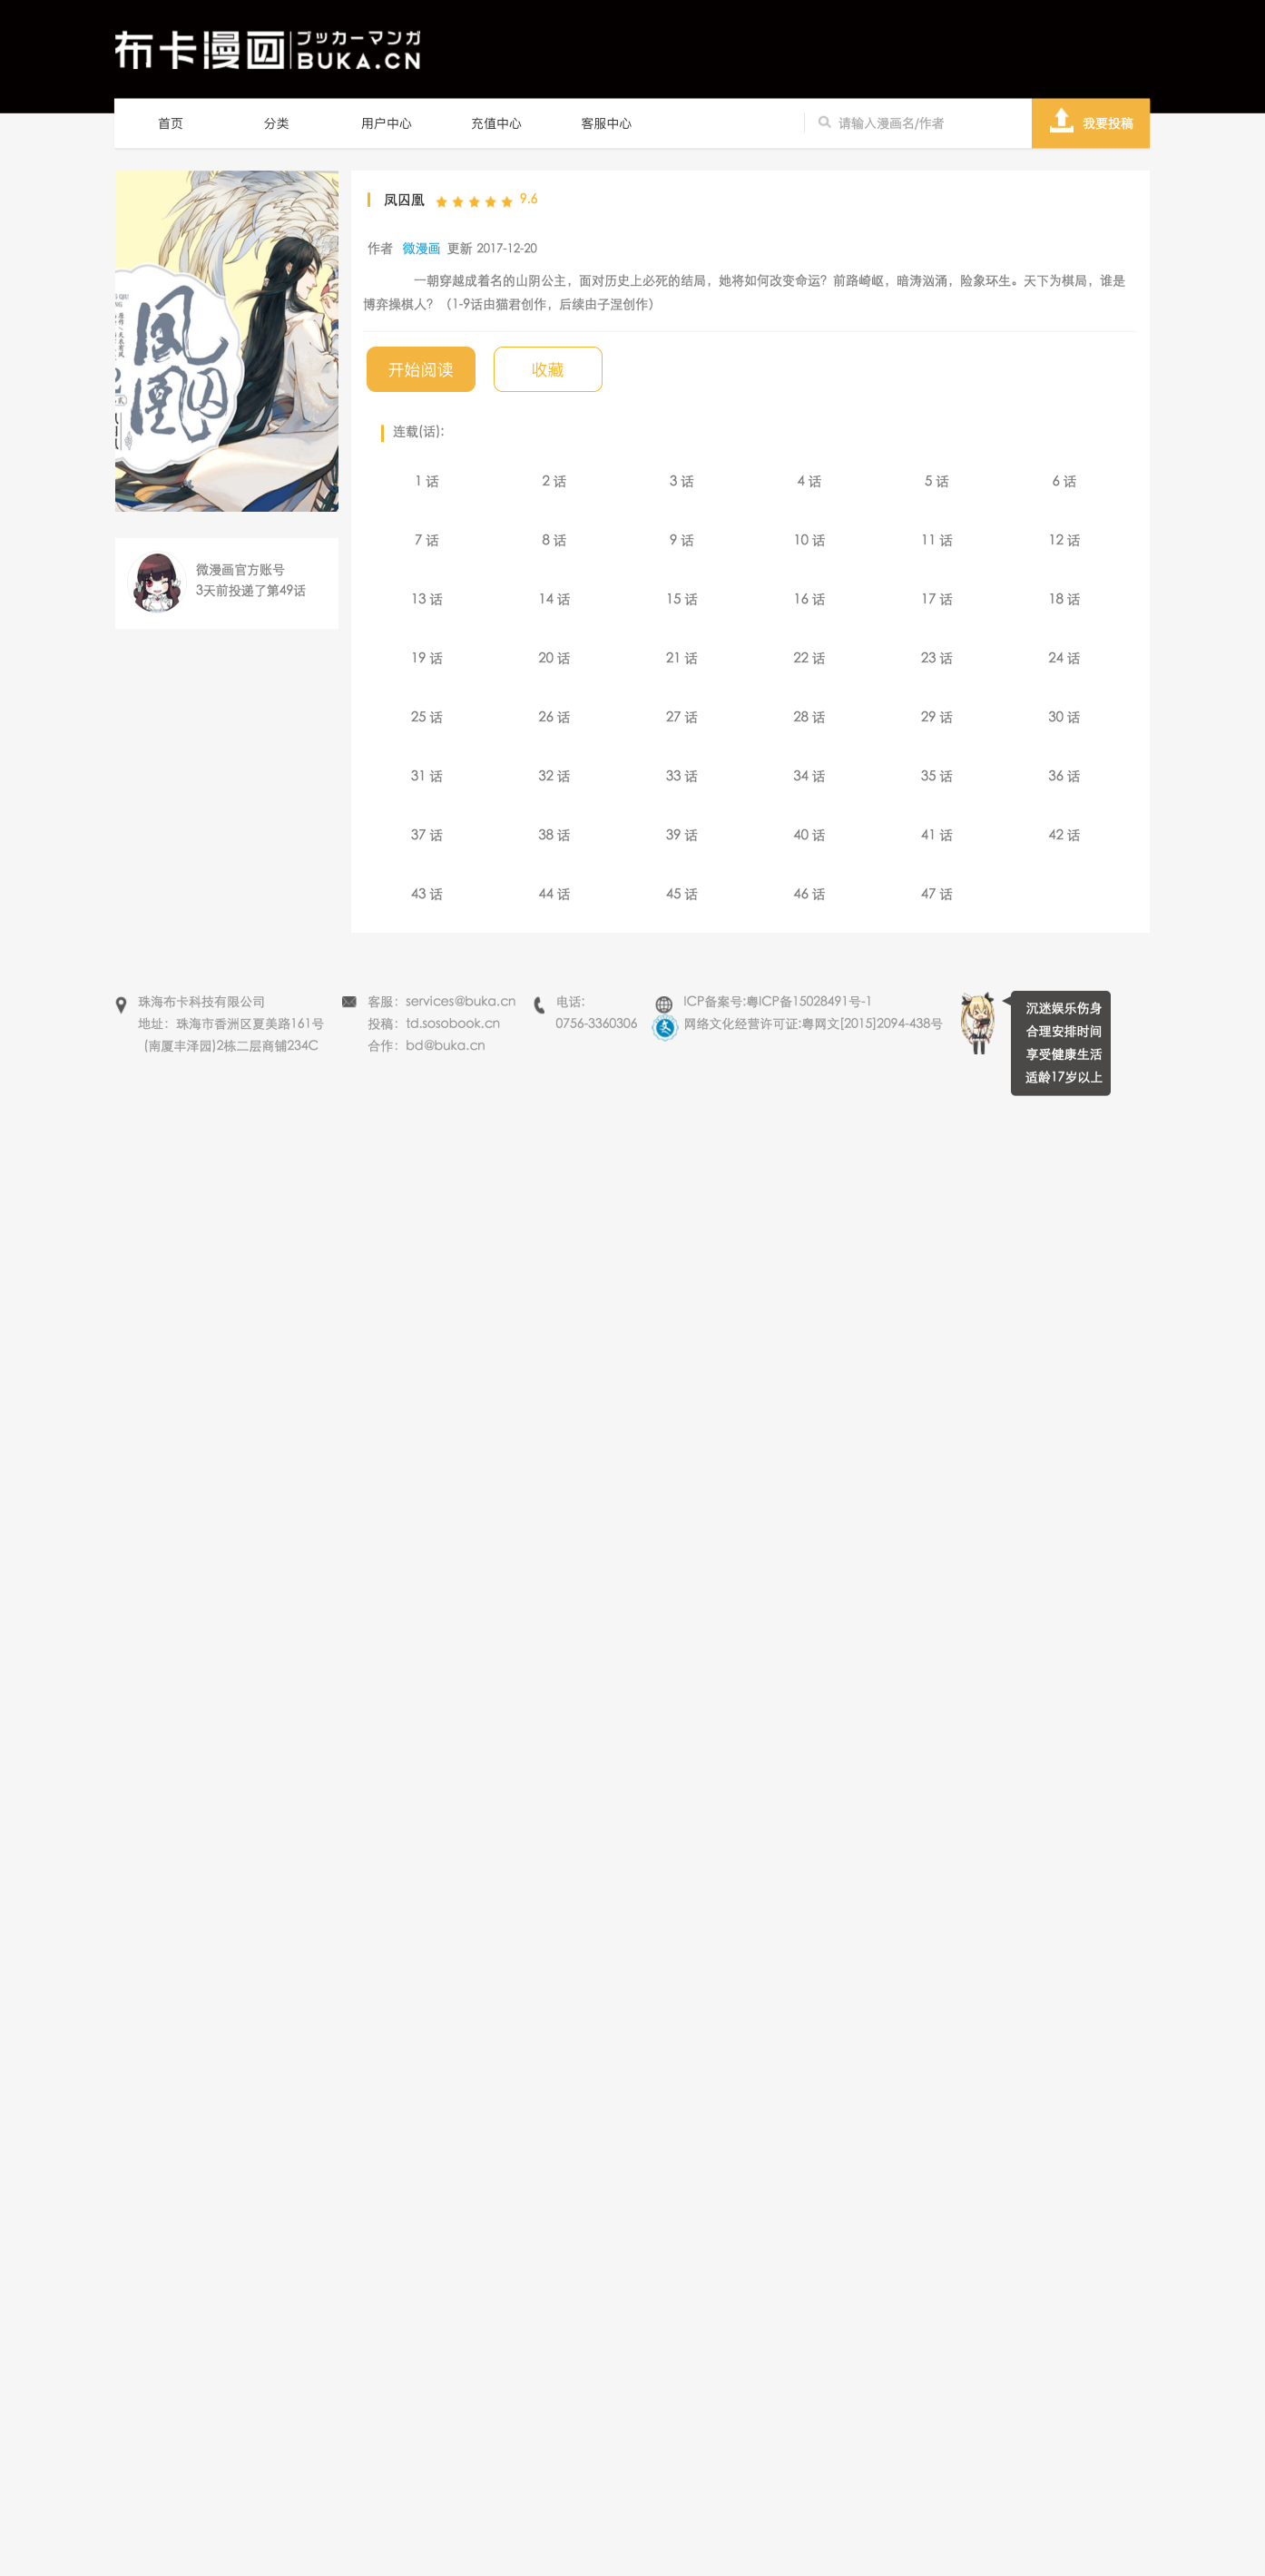 布卡漫画
ブッカーマンガ
BUKA.CN
首页 分类 用户中心 充值中心 客服中心 请输入漫画名/作者 我要投稿
凤囚凰
凤囚凰 9.6
作者 微漫画 更新 2017-12-20
一朝穿越成着名的山阴公主，面对历史上必死的结局，她将如何改变命运？前路崎岖，暗涛汹涌，险象环生。天下为棋局，谁是
博弈操棋人？（1-9话由猫君创作，后续由子涅创作）
开始阅读 收藏
连载(话):
1 话 2 话 3 话 4 话 5 话 6 话
7 话 8 话 9 话 10 话 11 话 12 话
13 话 14 话 15 话 16 话 17 话 18 话
19 话 20 话 21 话 22 话 23 话 24 话
25 话 26 话 27 话 28 话 29 话 30 话
31 话 32 话 33 话 34 话 35 话 36 话
37 话 38 话 39 话 40 话 41 话 42 话
43 话 44 话 45 话 46 话 47 话
微漫画官方账号
3天前投递了第49话
珠海布卡科技有限公司
地址：珠海市香洲区夏美路161号
(南厦丰泽园)2栋二层商铺234C
客服：services@buka.cn
投稿：td.sosobook.cn
合作：bd@buka.cn
电话:
0756-3360306
ICP备案号:粤ICP备15028491号-1
网络文化经营许可证:粤网文[2015]2094-438号
沉迷娱乐伤身
合理安排时间
享受健康生活
适龄17岁以上